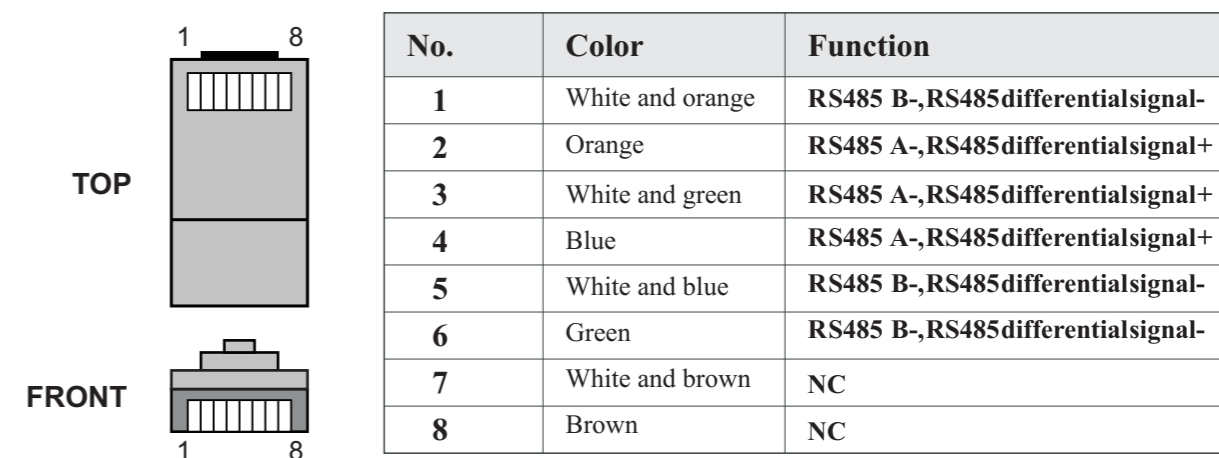 1 8
TOP
FRONT
1 8
No. Color Function
1 White and orange RS485 B-,RS485differentialsignal-
2 Orange RS485 A-,RS485differentialsignal+
3 White and green RS485 A-,RS485differentialsignal+
4 Blue RS485 A-,RS485differentialsignal+
5 White and blue RS485 B-,RS485differentialsignal-
6 Green RS485 B-,RS485differentialsignal-
7 White and brown NC
8 Brown NC